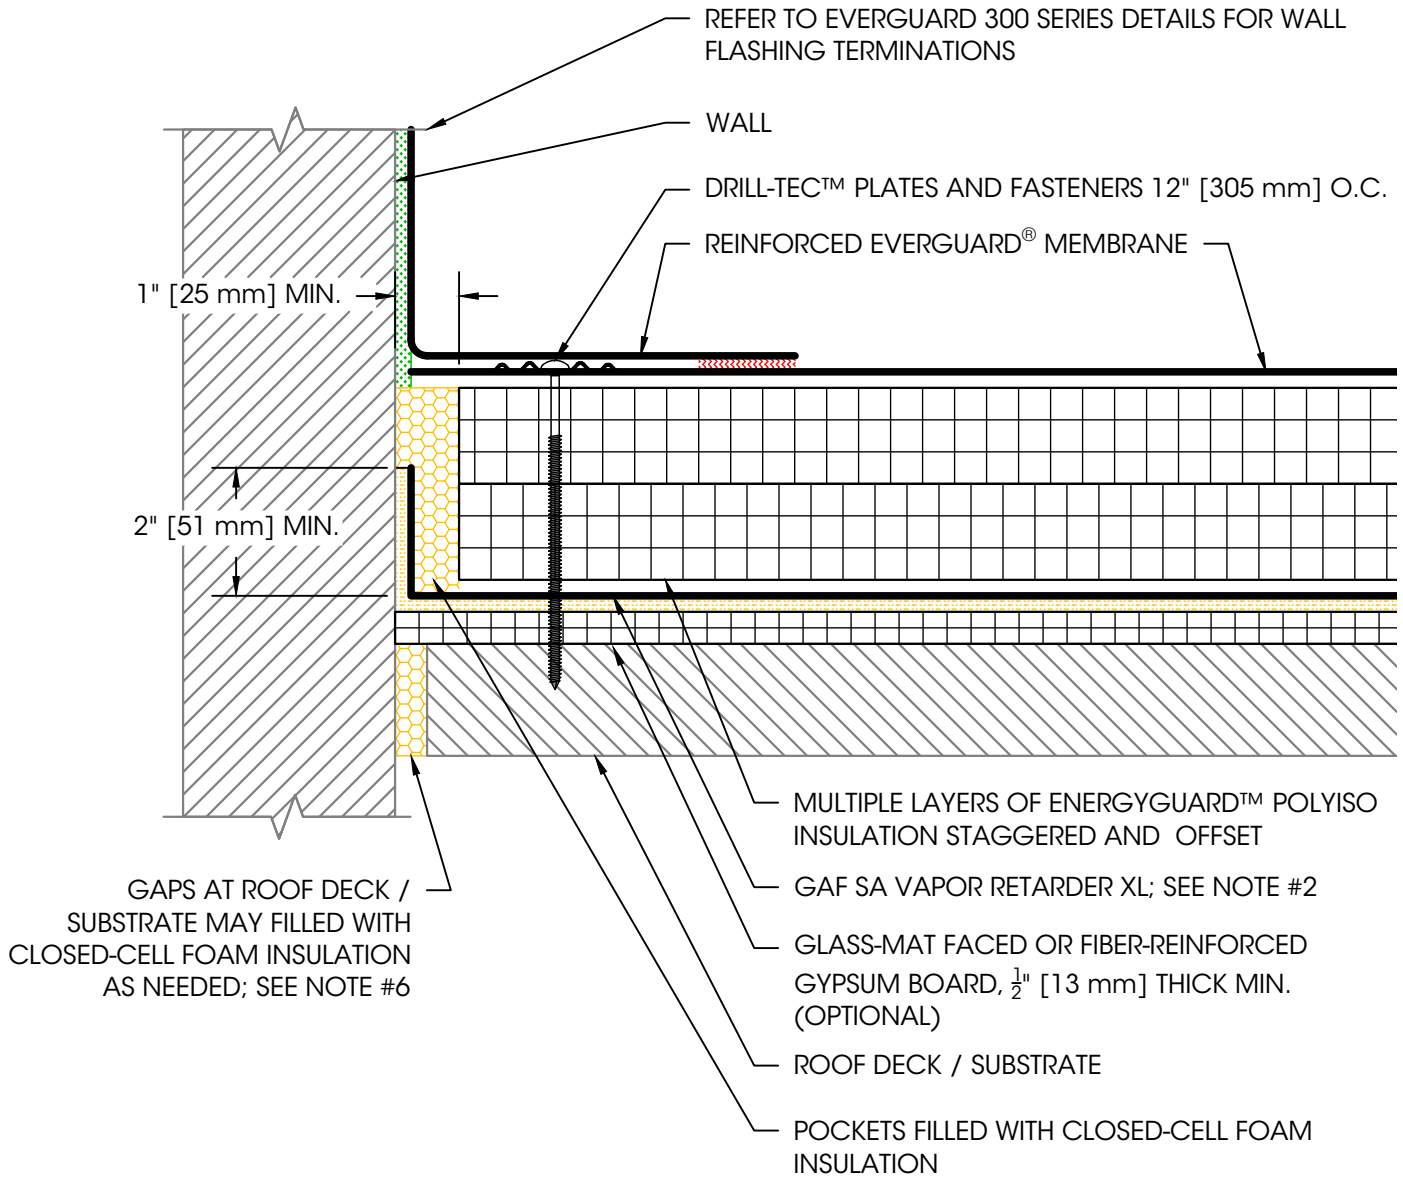 REFER TO EVERGUARD 300 SERIES DETAILS FOR WALL
FLASHING TERMINATIONS
WALL
DRILL-TEC™ PLATES AND FASTENERS 12" [305 mm] O.C.
REINFORCED EVERGUARD® MEMBRANE
1" [25 mm] MIN.
2" [51 mm] MIN.
MULTIPLE LAYERS OF ENERGYGUARD™ POLYISO
INSULATION STAGGERED AND OFFSET
GAF SA VAPOR RETARDER XL; SEE NOTE #2
GAPS AT ROOF DECK /
SUBSTRATE MAY FILLED WITH
CLOSED-CELL FOAM INSULATION
AS NEEDED; SEE NOTE #6
GLASS-MAT FACED OR FIBER-REINFORCED
GYPSUM BOARD, ½" [13 mm] THICK MIN.
(OPTIONAL)
ROOF DECK / SUBSTRATE
POCKETS FILLED WITH CLOSED-CELL FOAM
INSULATION